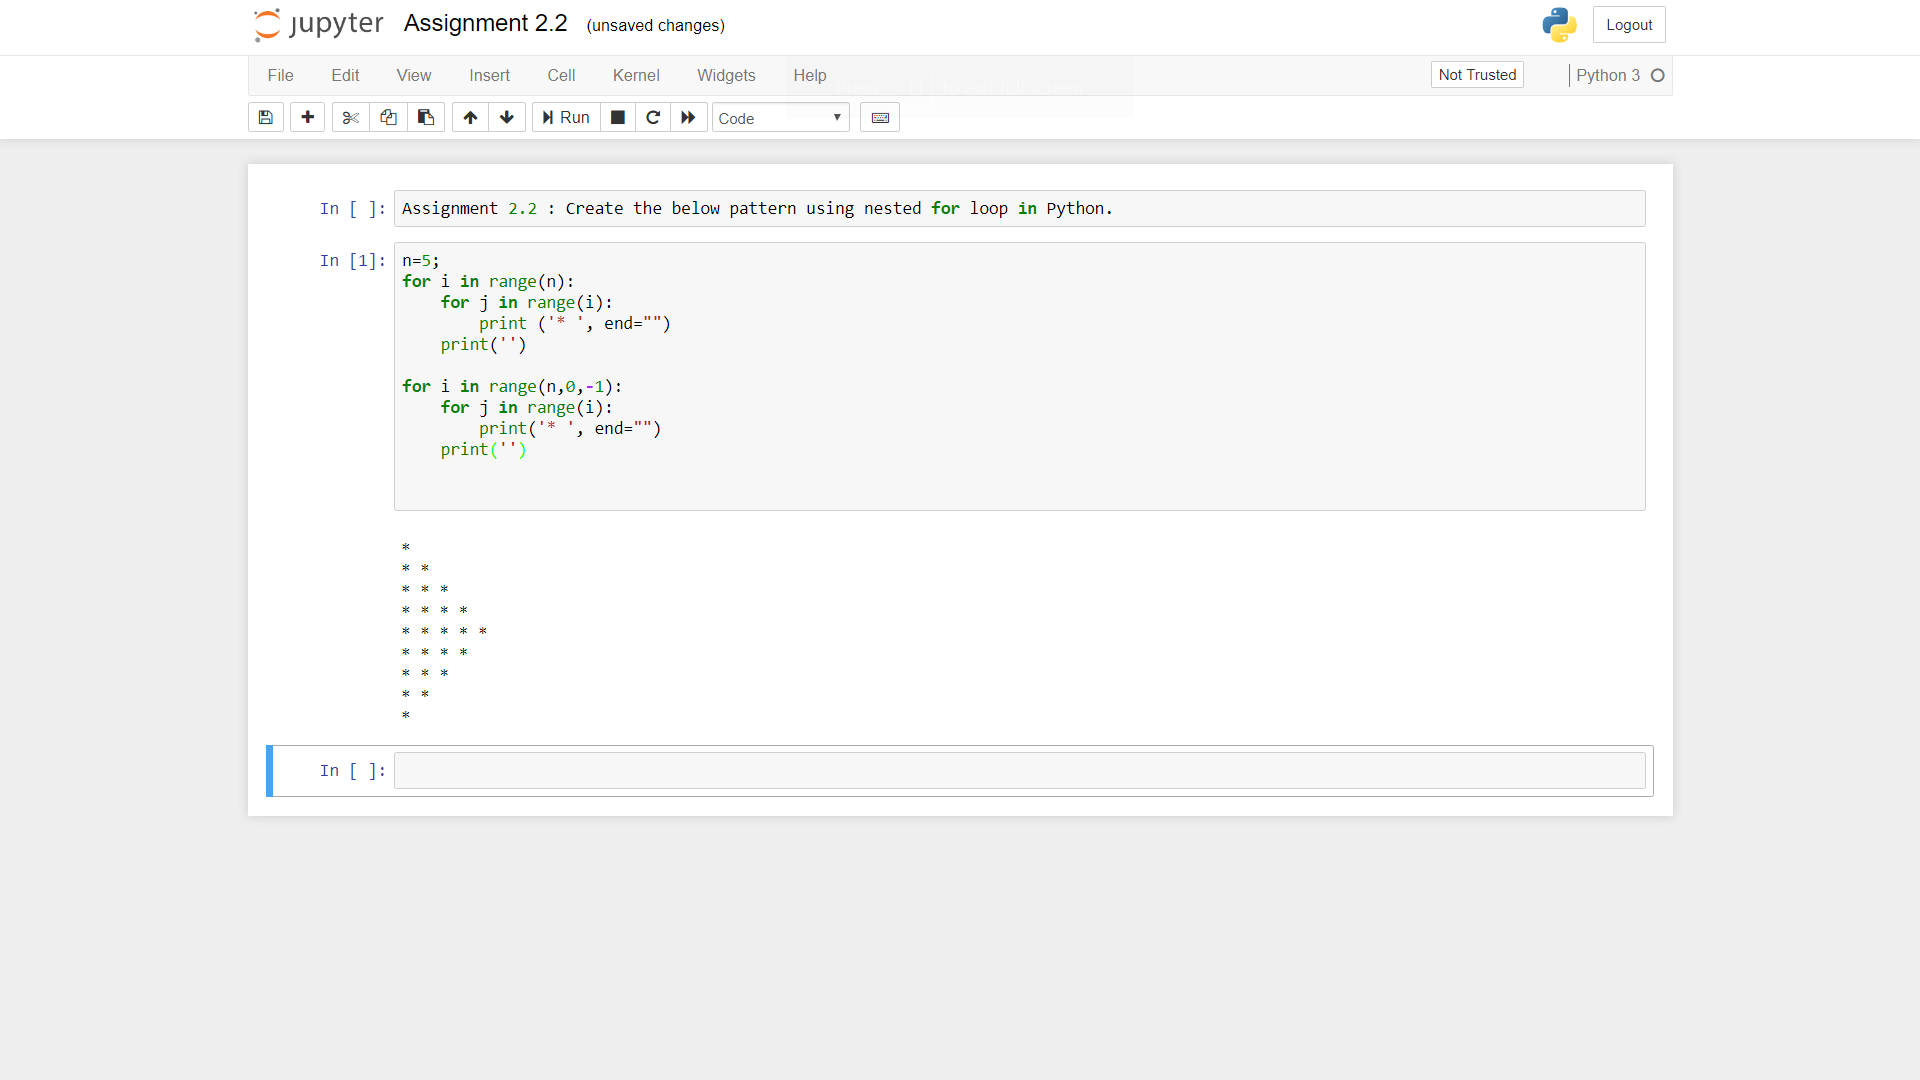 jupyter Assignment 2.2 (unsaved changes) Logout
File Edit View Insert Cell Kernel Widgets Help Not Trusted Python 3
Run Code
In [ ]: Assignment 2.2 : Create the below pattern using nested for loop in Python.
In [1]: n=5;
for i in range(n):
    for j in range(i):
        print ('* ', end="")
    print('')

for i in range(n,0,-1):
    for j in range(i):
        print('* ', end="")
    print('')

*
* *
* * *
* * * *
* * * * *
* * * *
* * *
* *
*
In [ ]: